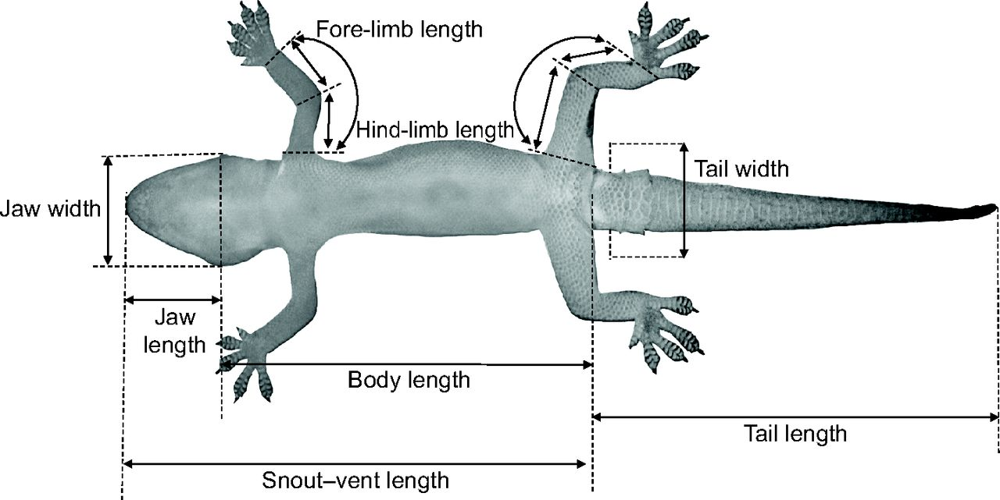 Fore-limb length
Hind-limb length
Tail width
Jaw width
Jaw
length
Body length
Tail length
Snout–vent length